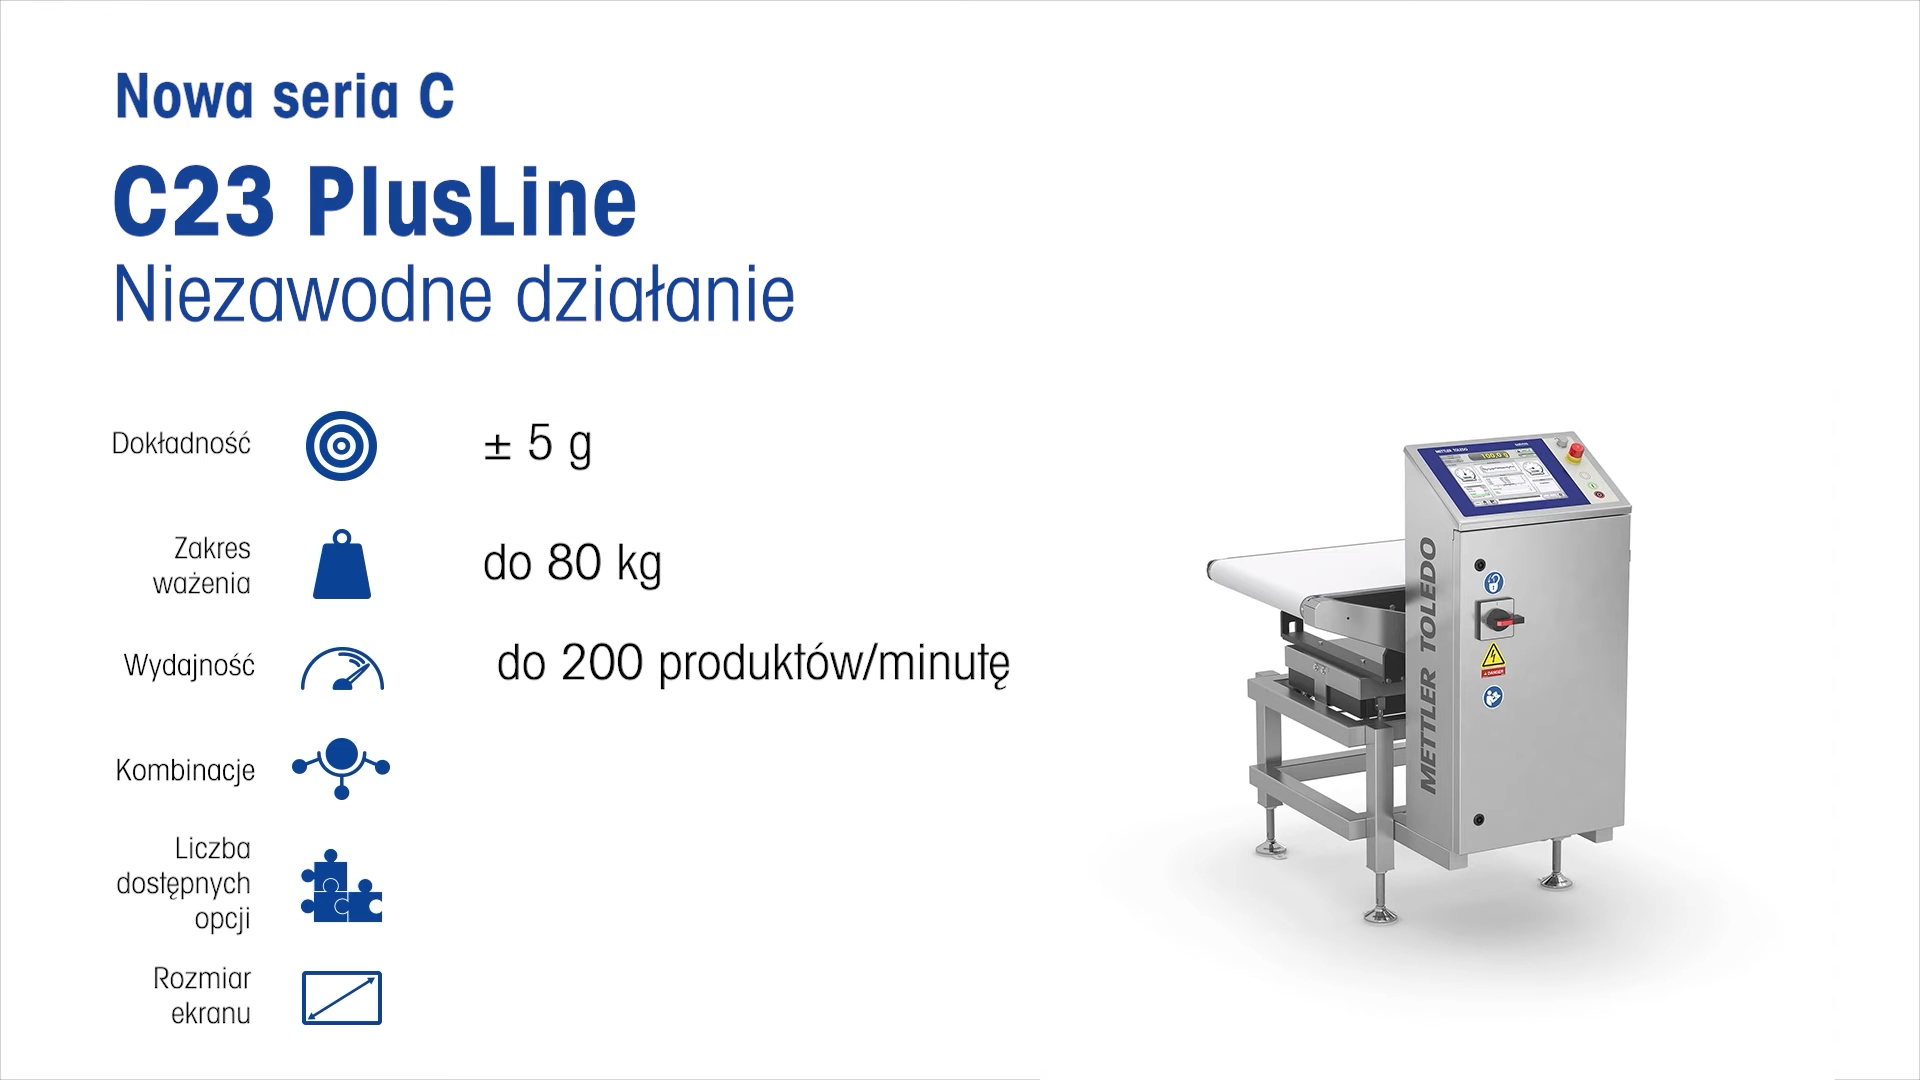 Nowa seria C
C23 PlusLine
Niezawodne działanie
Dokładność
± 5 g
Zakres
ważenia
do 80 kg
Wydajność
do 200 produktów/minutę
Kombinacje
Liczba
dostępnych
opcji
Rozmiar
ekranu
METTLER TOLEDO
METTLER TOLEDO
DANGER